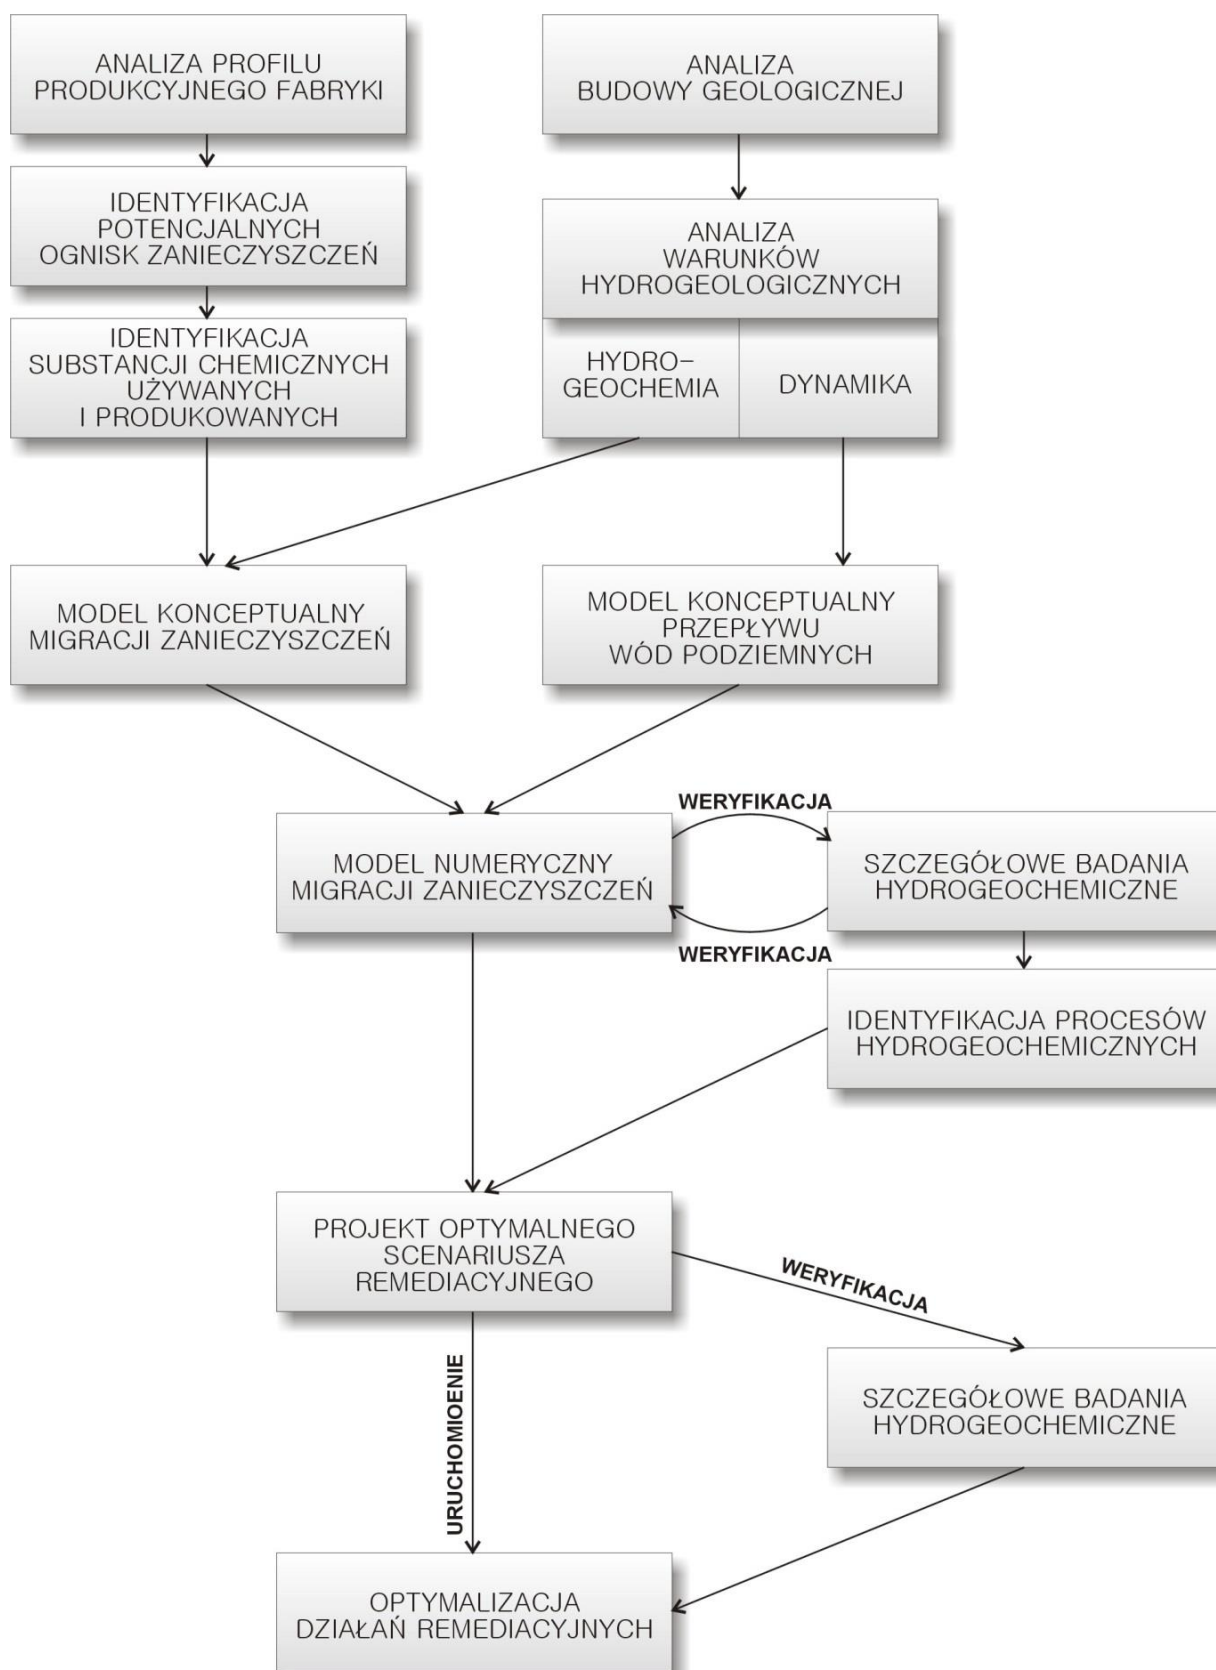 ANALIZA PROFILU
PRODUKCYJNEGO FABRYKI
ANALIZA
BUDOWY GEOLOGICZNEJ
IDENTYFIKACJA
POTENCJALNYCH
OGNISK ZANIECZYSZCZEŃ
ANALIZA
WARUNKÓW
HYDROGEOLOGICZNYCH
IDENTYFIKACJA
SUBSTANCJI CHEMICZNYCH
UŻYWANYCH
I PRODUKOWANYCH
HYDRO–
GEOCHEMIA
DYNAMIKA
MODEL KONCEPTUALNY
MIGRACJI ZANIECZYSZCZEŃ
MODEL KONCEPTUALNY
PRZEPŁYWU
WÓD PODZIEMNYCH
WERYFIKACJA
MODEL NUMERYCZNY
MIGRACJI ZANIECZYSZCZEŃ
SZCZEGÓŁOWE BADANIA
HYDROGEOCHEMICZNE
WERYFIKACJA
IDENTYFIKACJA PROCESÓW
HYDROGEOCHEMICZNYCH
PROJEKT OPTYMALNEGO
SCENARIUSZA
REMEDIACYJNEGO
WERYFIKACJA
URUCHOMIOENIE
SZCZEGÓŁOWE BADANIA
HYDROGEOCHEMICZNE
OPTYMALIZACJA
DZIAŁAŃ REMEDIACYJNYCH